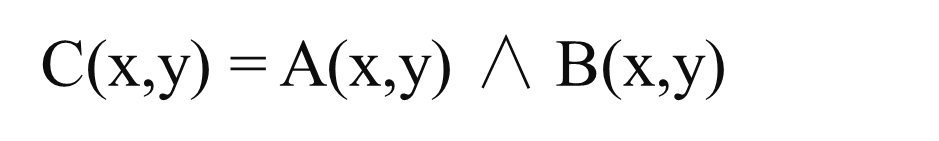 C(x,y) = A(x,y) ∧ B(x,y)